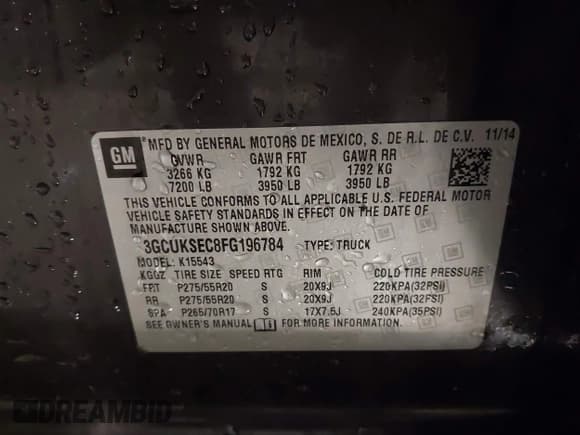 GM
MFD BY GENERAL MOTORS DE MEXICO, S. DE R.L. DE C.V. 11/14
GVWR GAWR FRT GAWR RR
3266 KG 1792 KG 1792 KG
7200 LB 3950 LB 3950 LB
THIS VEHICLE CONFORMS TO ALL APPLICABLE U.S. FEDERAL MOTOR
VEHICLE SAFETY STANDARDS IN EFFECT ON THE DATE OF
MANUFACTURE SHOWN ABOVE.
3GCUKSEC8FG196784 TYPE: TRUCK
MODEL: K15543
KGGZ TIRE SIZE SPEED RTG RIM COLD TIRE PRESSURE
FRT P275/55R20 S 20X9J 220KPA(32PSI)
RR P275/55R20 S 20X9J 220KPA(32PSI)
SPA P265/70R17 S 17X7.5J 240KPA(35PSI)
SEE OWNER'S MANUAL FOR MORE INFORMATION.
DREAMBID